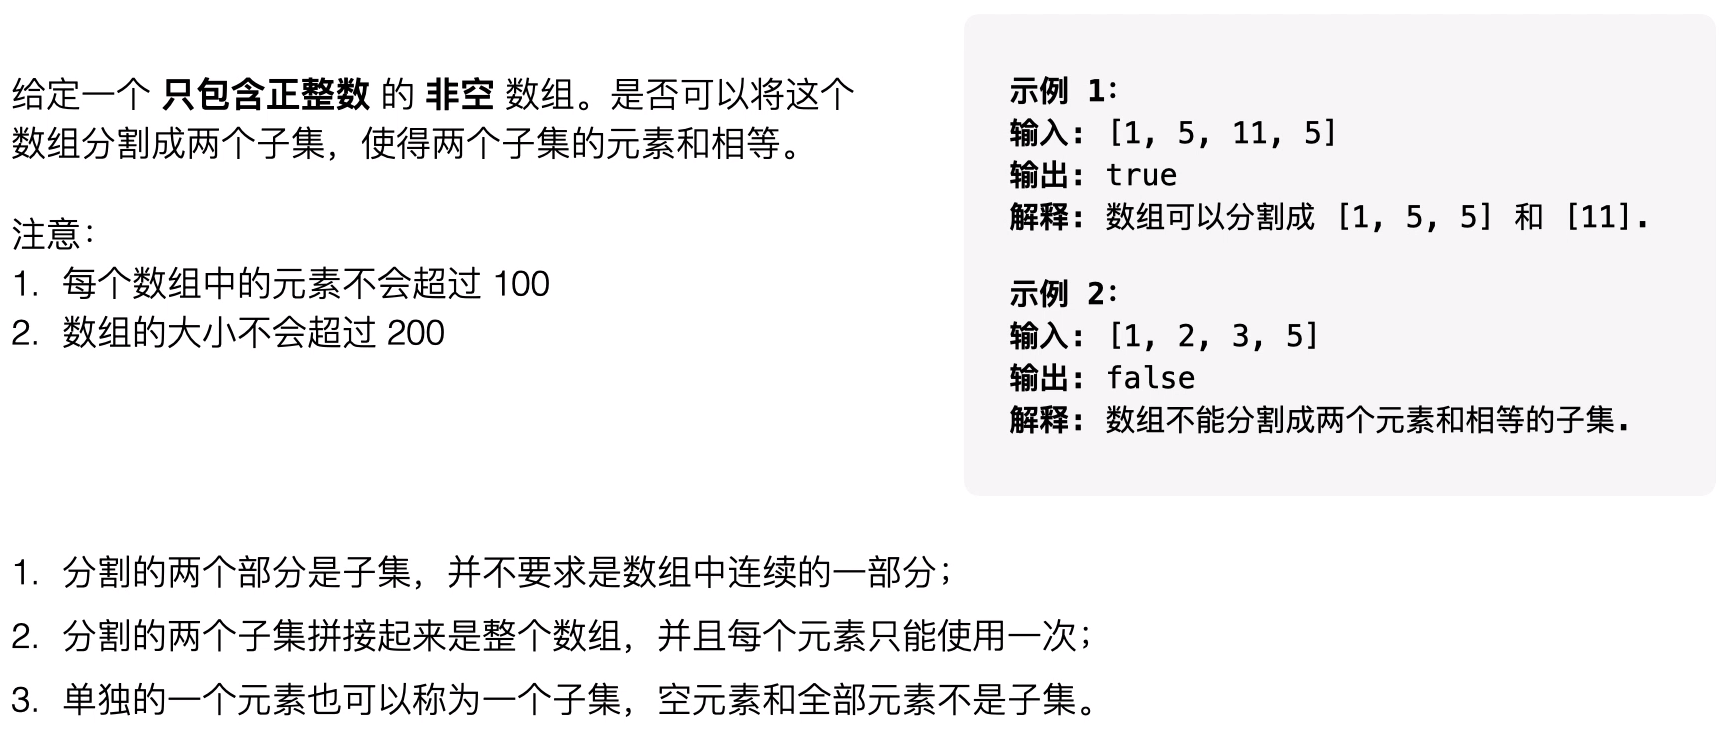 给定一个 只包含正整数 的 非空 数组。是否可以将这个
数组分割成两个子集，使得两个子集的元素和相等。
注意：
1. 每个数组中的元素不会超过 100
2. 数组的大小不会超过 200
示例 1：
输入: [1, 5, 11, 5]
输出: true
解释: 数组可以分割成 [1, 5, 5] 和 [11].
示例 2：
输入: [1, 2, 3, 5]
输出: false
解释: 数组不能分割成两个元素和相等的子集.
1. 分割的两个部分是子集，并不要求是数组中连续的一部分；
2. 分割的两个子集拼接起来是整个数组，并且每个元素只能使用一次；
3. 单独的一个元素也可以称为一个子集，空元素和全部元素不是子集。